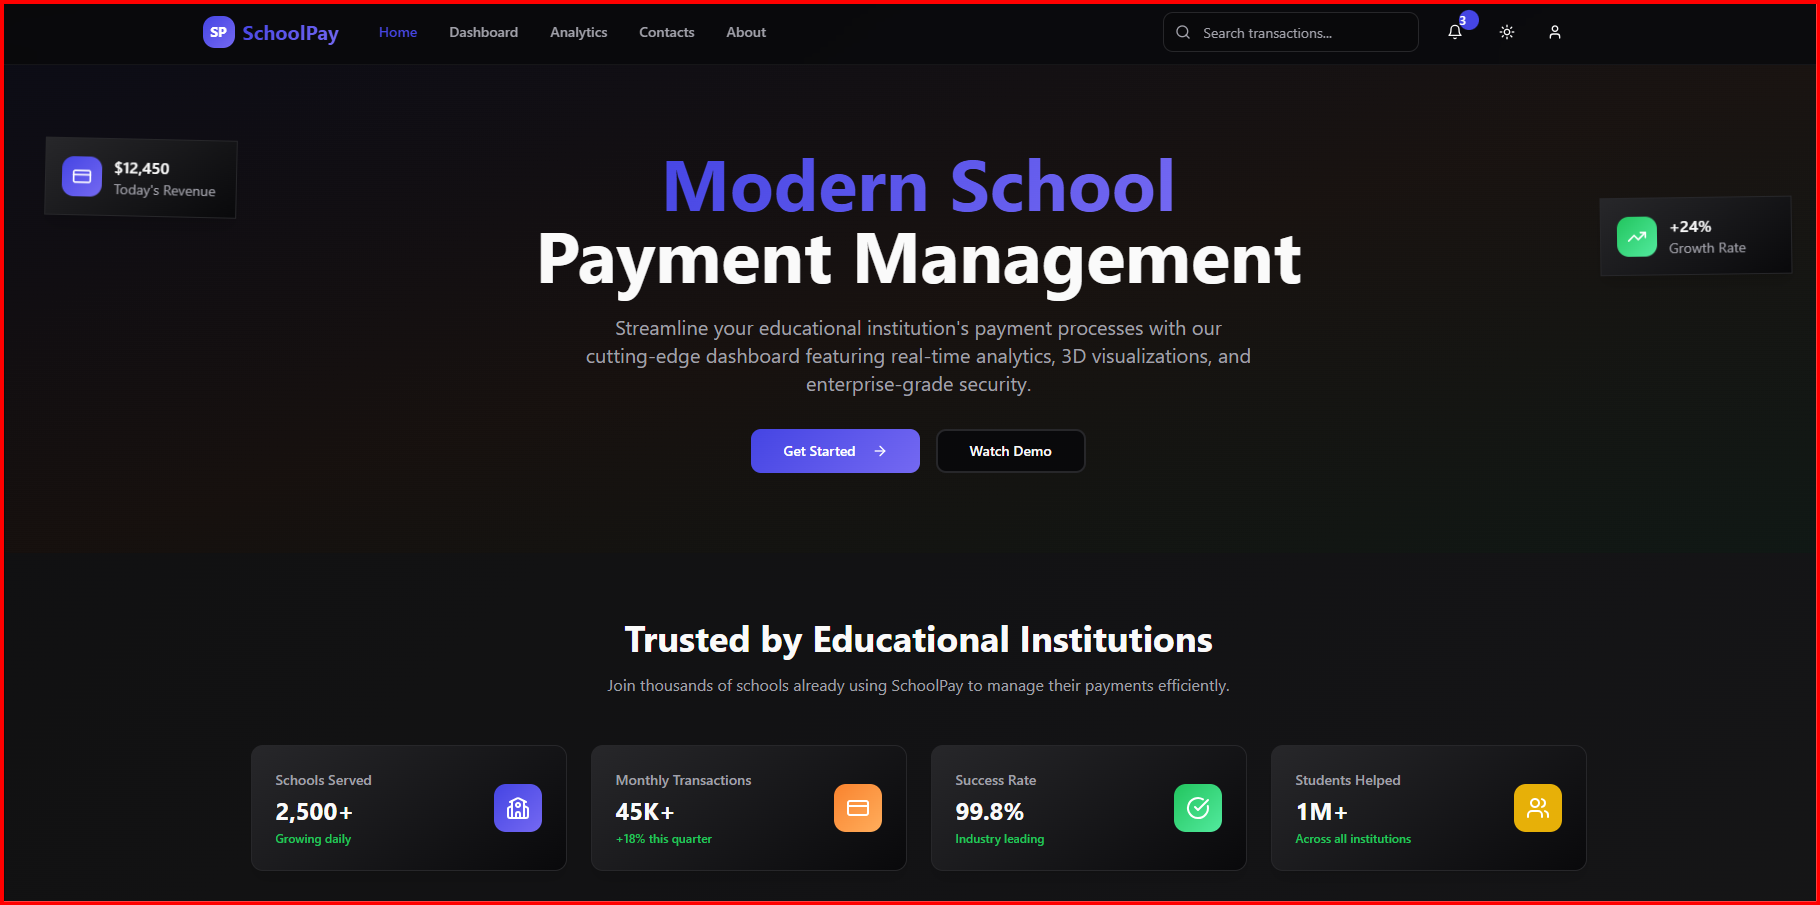 SP SchoolPay Home Dashboard Analytics Contacts About Search transactions... 3
$12,450
Today's Revenue
+24%
Growth Rate
Modern School
Payment Management
Streamline your educational institution's payment processes with our
cutting-edge dashboard featuring real-time analytics, 3D visualizations, and
enterprise-grade security.
Get Started → Watch Demo
Trusted by Educational Institutions
Join thousands of schools already using SchoolPay to manage their payments efficiently.
Schools Served
2,500+
Growing daily
Monthly Transactions
45K+
+18% this quarter
Success Rate
99.8%
Industry leading
Students Helped
1M+
Across all institutions